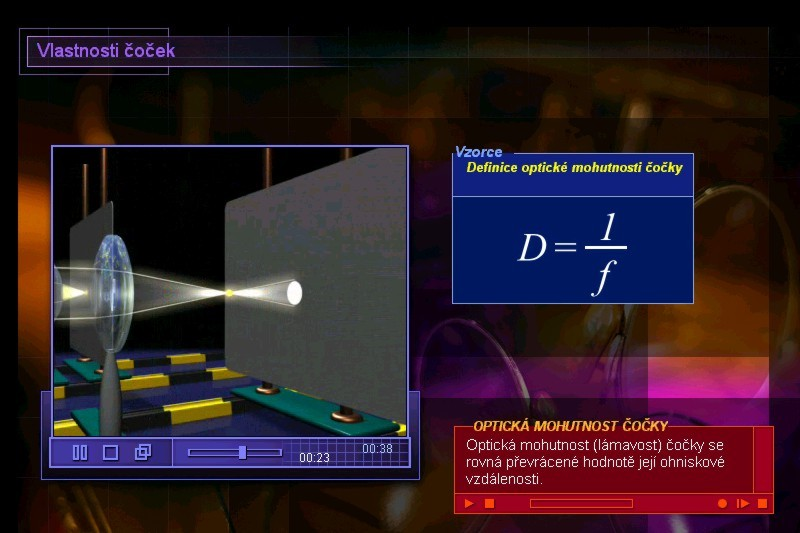 Vlastnosti čoček
Vzorce
Definice optické mohutnosti čočky
D = 1/f
00:38
00:23
OPTICKÁ MOHUTNOST ČOČKY
Optická mohutnost (lámavost) čočky se
rovná převrácené hodnotě její ohniskové
vzdálenosti.